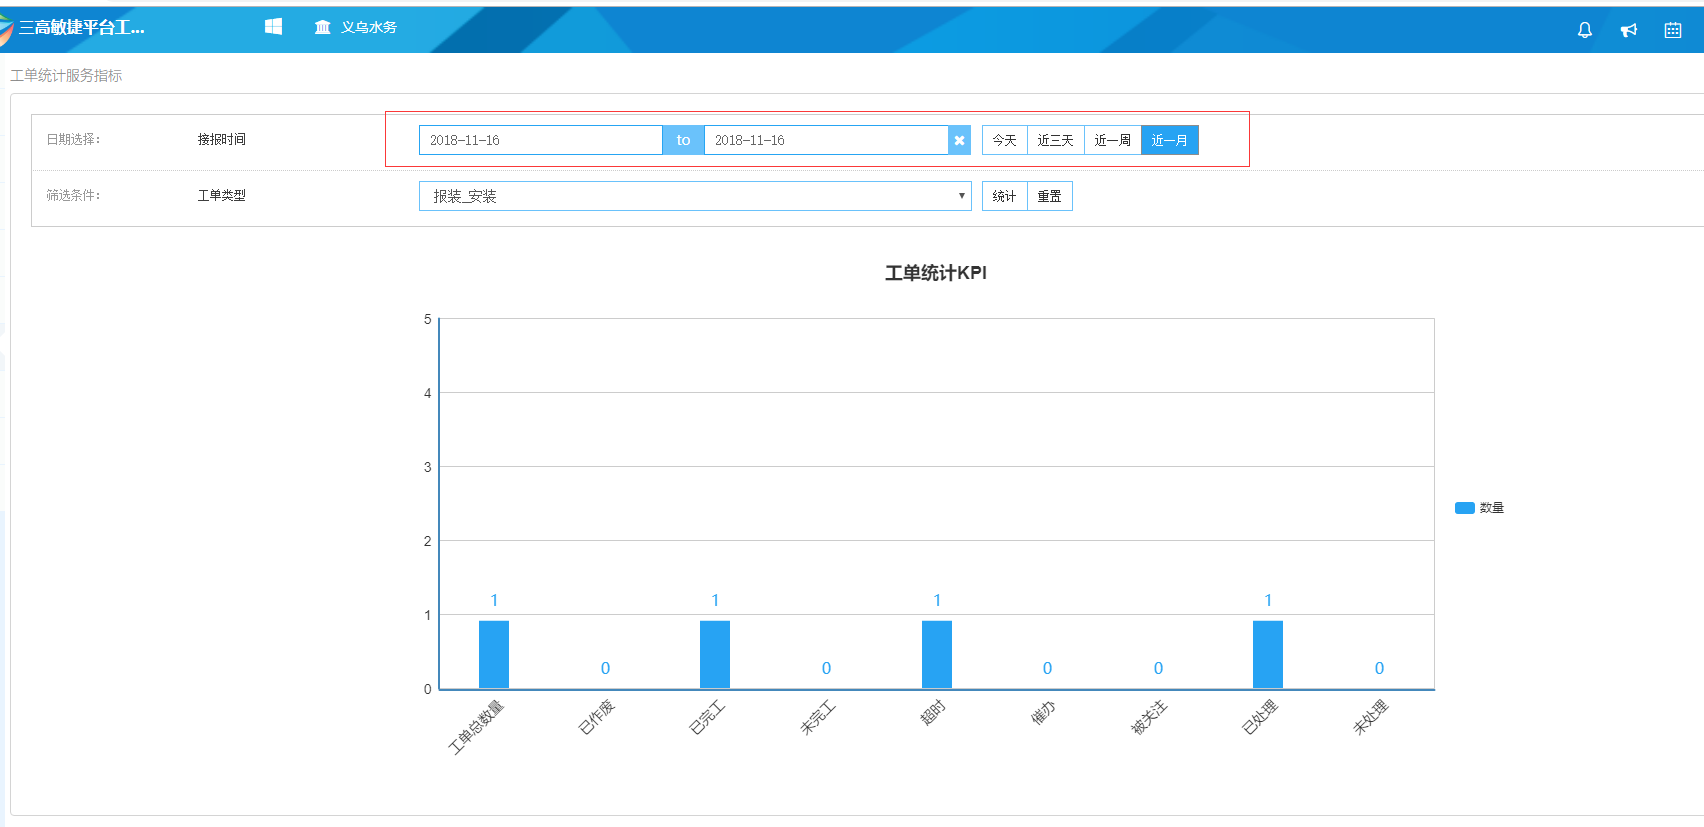 三高敏捷平台工... 义乌水务
工单统计服务指标
日期选择： 接报时间 2018-11-16 to 2018-11-16 今天 近三天 近一周 近一月
筛选条件： 工单类型 报装_安装 统计 重置
工单统计KPI
5
4
3
2
1
0
1 0 1 0 1 0 0 1 0
工单总数量 已作废 已完工 未完工 超时 催办 被关注 已处理 未处理
数量